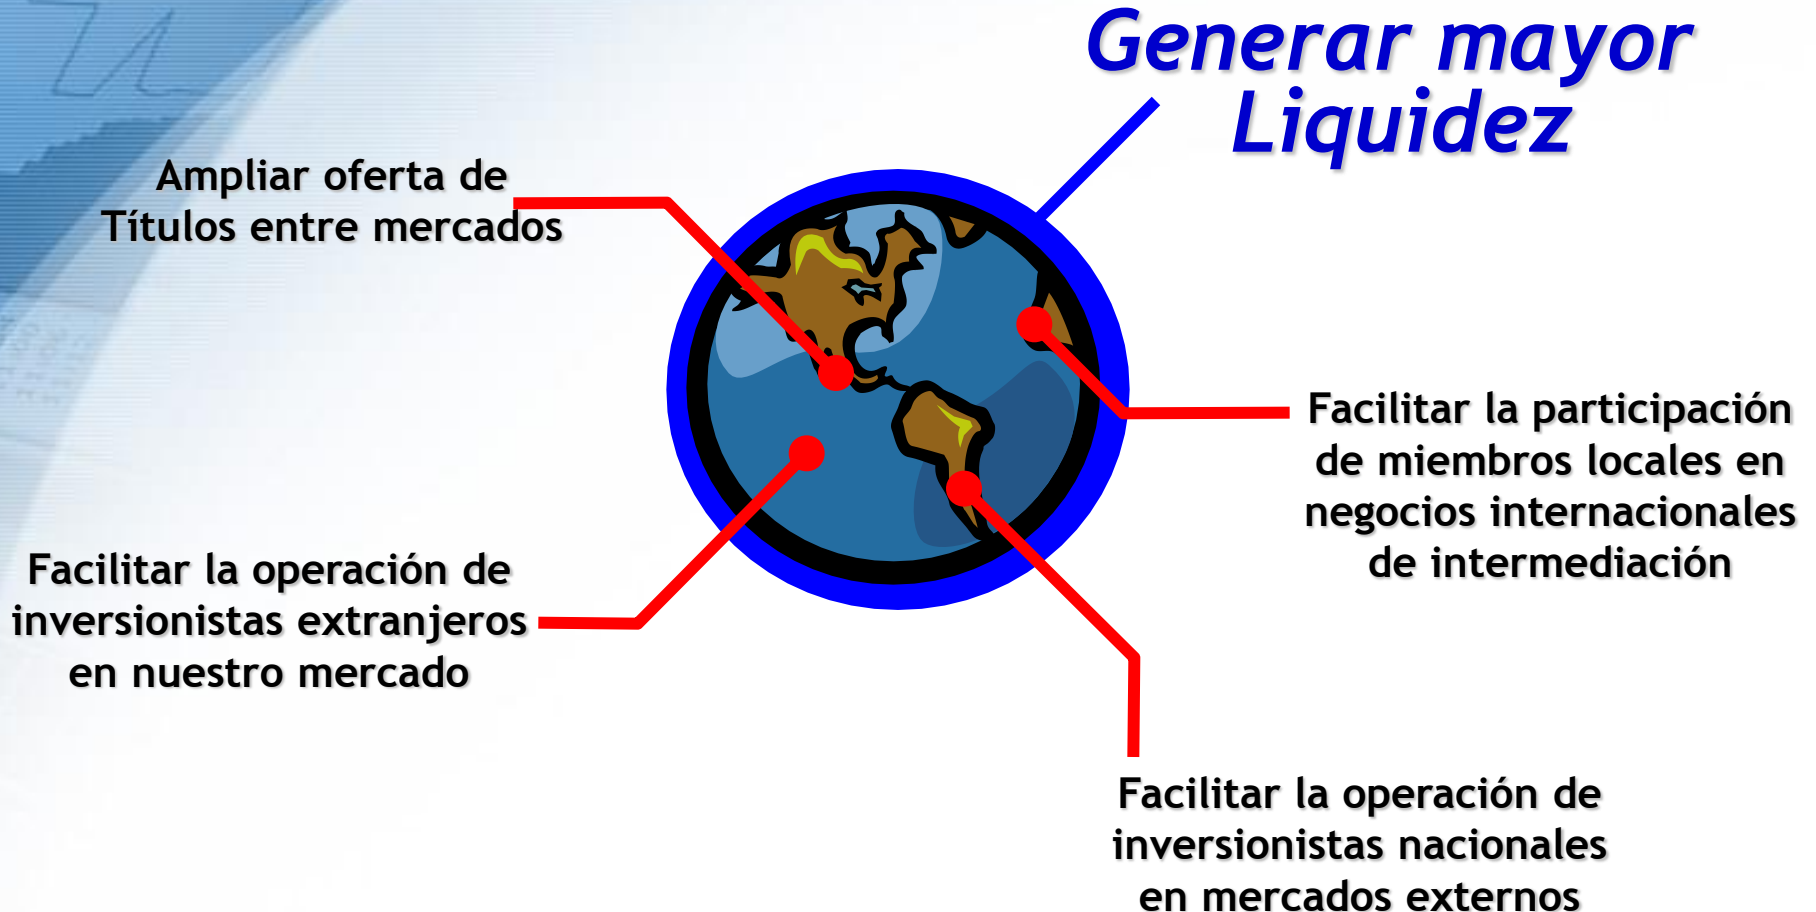 Generar mayor
Liquidez
Ampliar oferta de
Títulos entre mercados
Facilitar la participación
de miembros locales en
negocios internacionales
de intermediación
Facilitar la operación de
inversionistas extranjeros
en nuestro mercado
Facilitar la operación de
inversionistas nacionales
en mercados externos